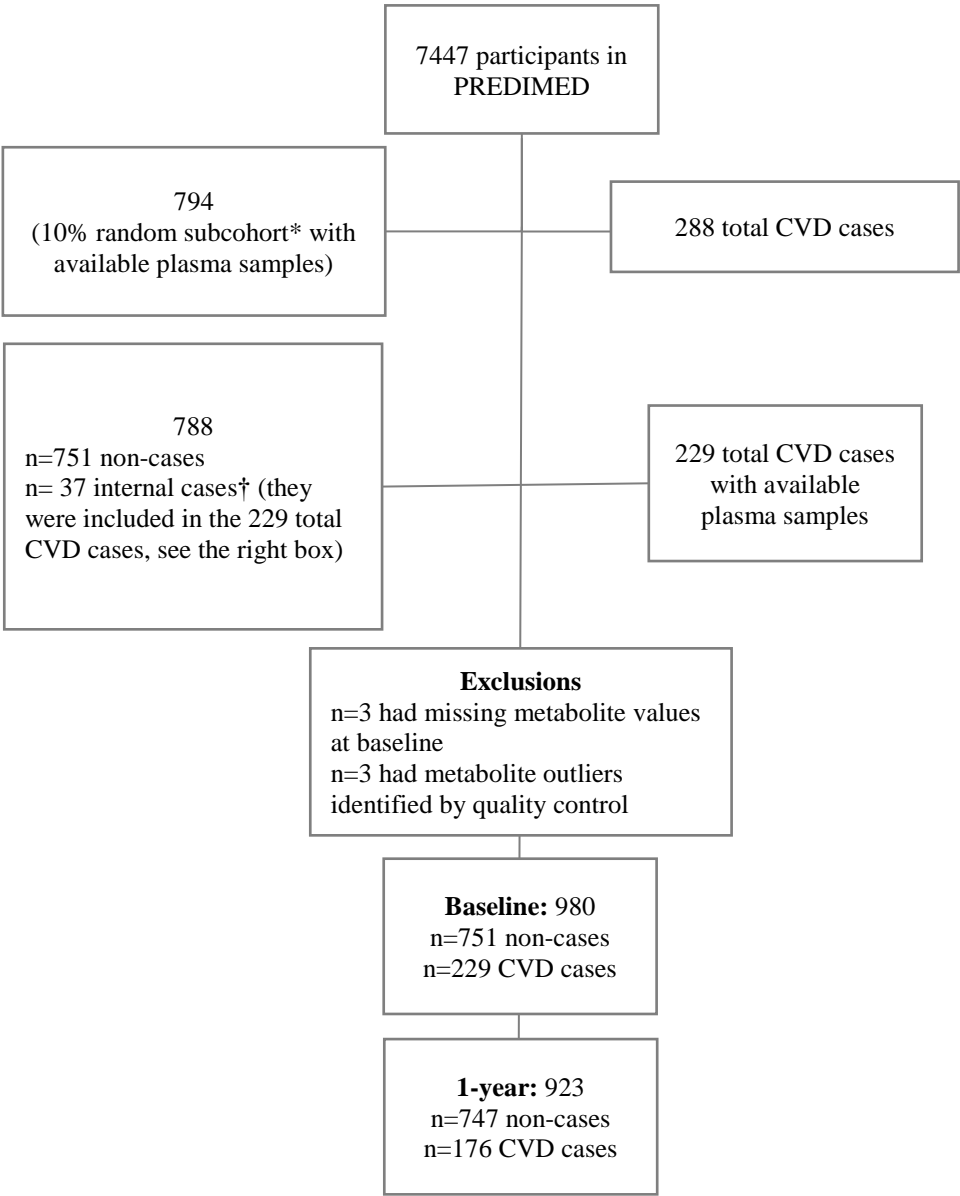 7447 participants in
PREDIMED
794
(10% random subcohort* with
available plasma samples)
288 total CVD cases
788
n=751 non-cases
n= 37 internal cases† (they
were included in the 229 total
CVD cases, see the right box)
229 total CVD cases
with available
plasma samples
Exclusions
n=3 had missing metabolite values
at baseline
n=3 had metabolite outliers
identified by quality control
Baseline: 980
n=751 non-cases
n=229 CVD cases
1-year: 923
n=747 non-cases
n=176 CVD cases